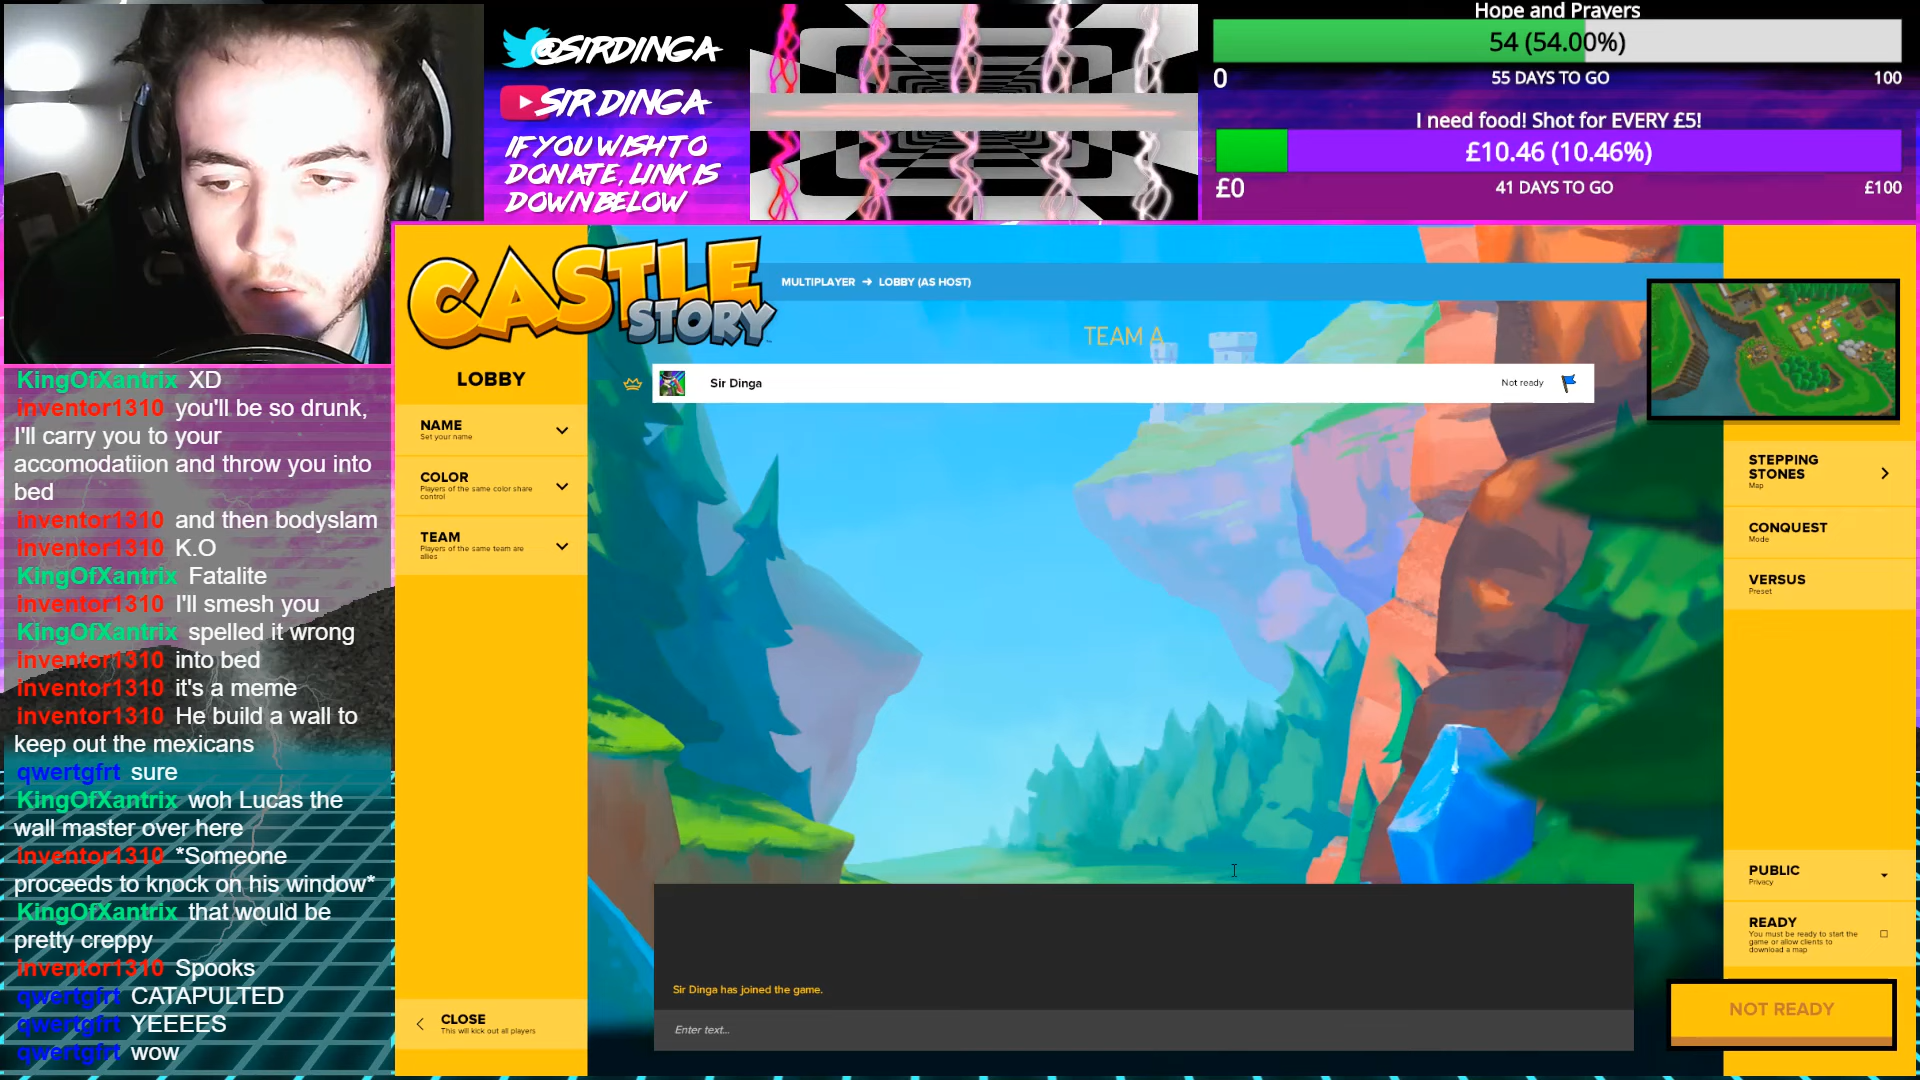 @SIRDINGA
SIR DINGA
IF YOU WISH TO
DONATE, LINK IS
DOWN BELOW
Hope and Prayers
54 (54.00%)
0
55 DAYS TO GO
100
I need food! Shot for EVERY £5!
£10.46 (10.46%)
£0
41 DAYS TO GO
£100
KingOfXantrix XD
inventor1310 you'll be so drunk,
I'll carry you to your
accomodatiion and throw you into
bed
inventor1310 and then bodyslam
inventor1310 K.O
KingOfXantrix Fatalite
inventor1310 I'll smesh you
KingOfXantrix spelled it wrong
inventor1310 into bed
inventor1310 it's a meme
inventor1310 He build a wall to
keep out the mexicans
qwertgfrt sure
KingOfXantrix woh Lucas the
wall master over here
inventor1310 *Someone
proceeds to knock on his window*
KingOfXantrix that would be
pretty creppy
inventor1310 Spooks
qwertgfrt CATAPULTED
qwertgfrt YEEEES
qwertgfrt wow
CASTLE
STORY
LOBBY
NAME
Set your name
COLOR
Players of the same color share
control
TEAM
Players of the same team are
allies
CLOSE
This will kick out all players
MULTIPLAYER → LOBBY (AS HOST)
TEAM A
Sir Dinga
Not ready
Sir Dinga has joined the game.
Enter text...
STEPPING
STONES
Map
CONQUEST
Mode
VERSUS
Preset
PUBLIC
Privacy
READY
You must be ready to start the
game or allow clients to
download a map
NOT READY